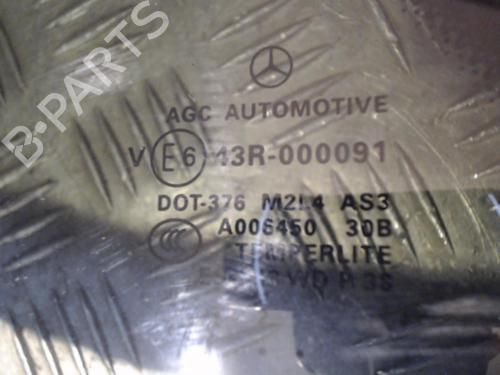 B-PARTS
AGC AUTOMOTIVE
V E6 43R-000091
DOT-376 M2L4 AS3
A006450 30B
TEMPERLITE